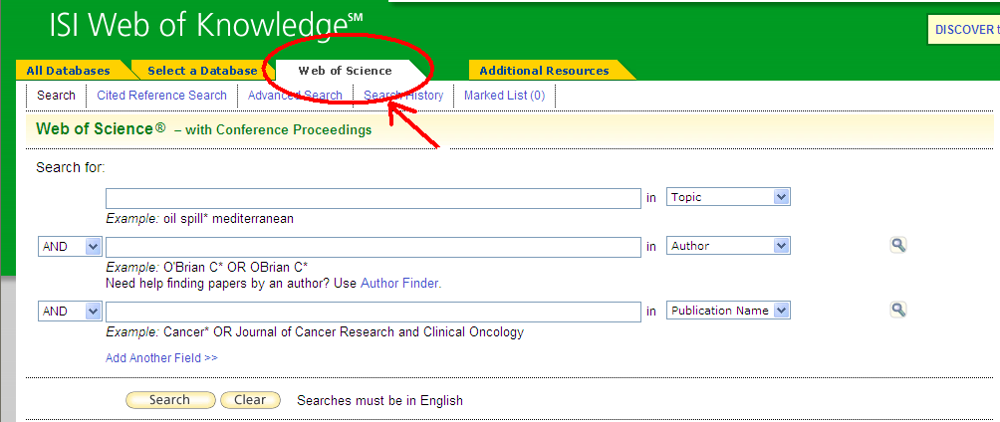 ISI Web of Knowledge℠
DISCOVER
All Databases Select a Database Web of Science Additional Resources
Search Cited Reference Search Advanced Search Search History Marked List (0)
Web of Science® – with Conference Proceedings
Search for:
in Topic
Example: oil spill* mediterranean
AND in Author
Example: O'Brian C* OR OBrian C*
Need help finding papers by an author? Use Author Finder.
AND in Publication Name
Example: Cancer* OR Journal of Cancer Research and Clinical Oncology
Add Another Field >>
Search Clear Searches must be in English